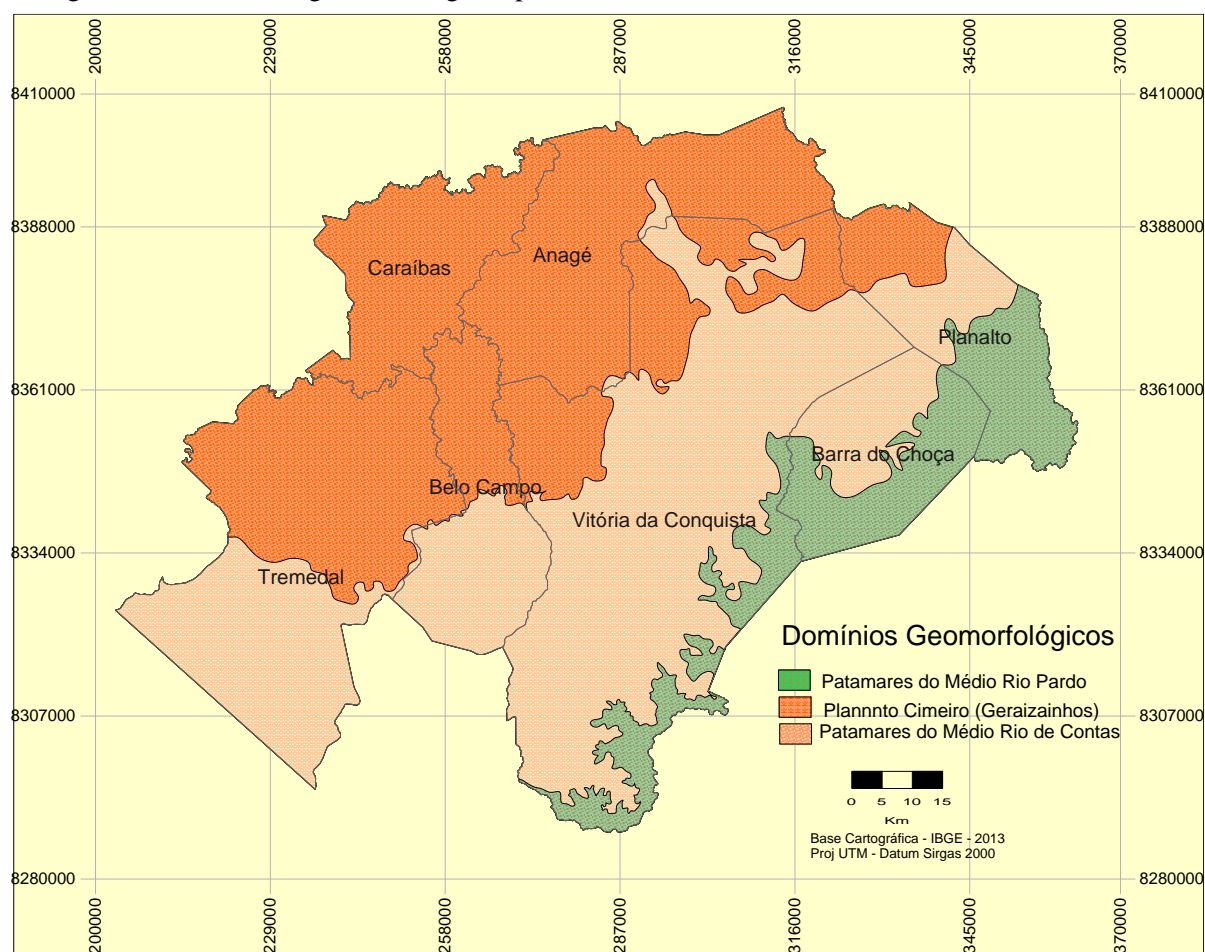 200000
229000
258000
287000
316000
345000
370000
8410000
8410000
8388000
8388000
Anagé
Caraíbas
Planalto
8361000
8361000
Barra do Choça
Belo Campo
Vitória da Conquista
8334000
8334000
Tremedal
Domínios Geomorfológicos
Patamares do Médio Rio Pardo
Plannnto Cimeiro (Geraizainhos)
Patamares do Médio Rio de Contas
8307000
8307000
0 5 10 15
Km
Base Cartográfica - IBGE - 2013
Proj UTM - Datum Sirgas 2000
8280000
8280000
200000
229000
258000
287000
316000
345000
370000